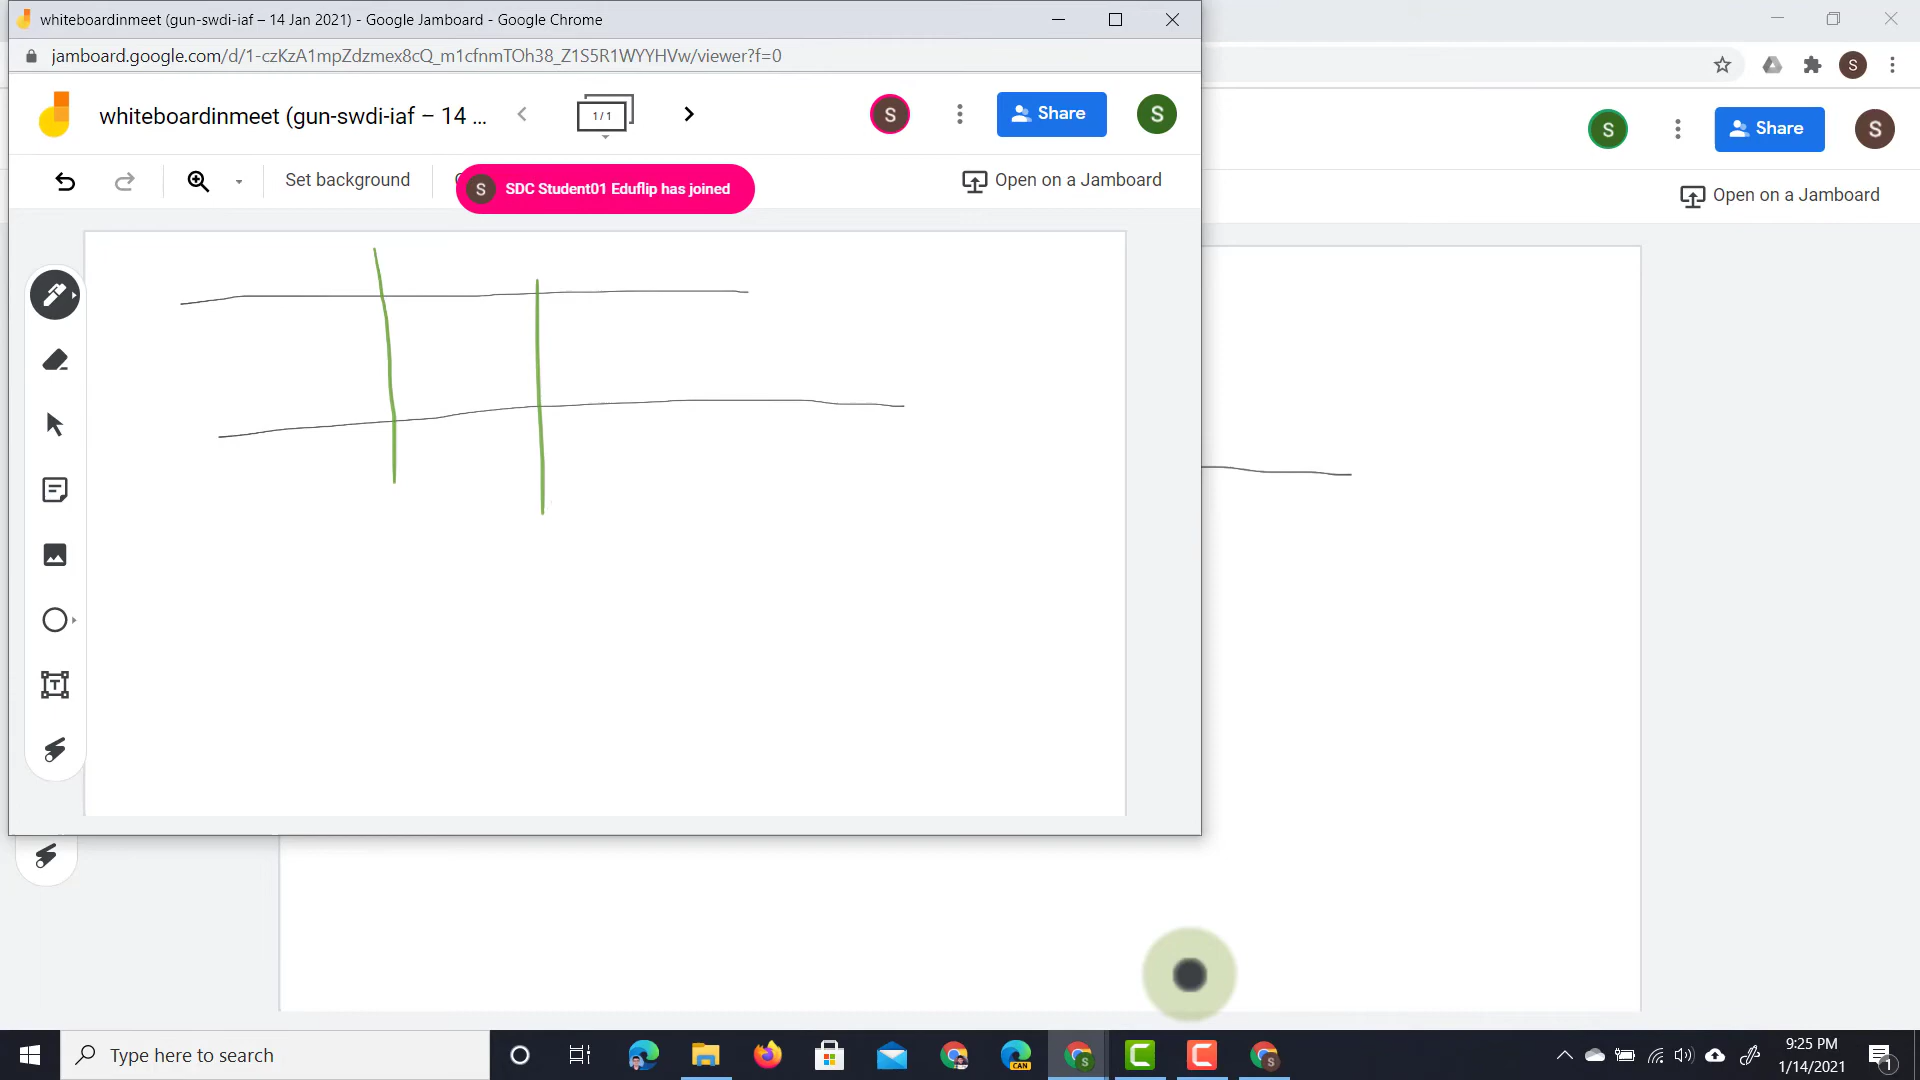 whiteboardinmeet (gun-swdi-iaf – 14 Jan 2021) - Google Jamboard - Google Chrome
jamboard.google.com/d/1-czKzA1mpZdzmex8cQ_m1cfnmTOh38_Z1S5R1WYYHVw/viewer?f=0
S
whiteboardinmeet (gun-swdi-iaf – 14 ...
1/1
S
Share
S
S
Share
S
Set background
S
SDC Student01 Eduflip has joined
Open on a Jamboard
Open on a Jamboard
T
Type here to search
CAN
S
S
9:25 PM
1/14/2021
1